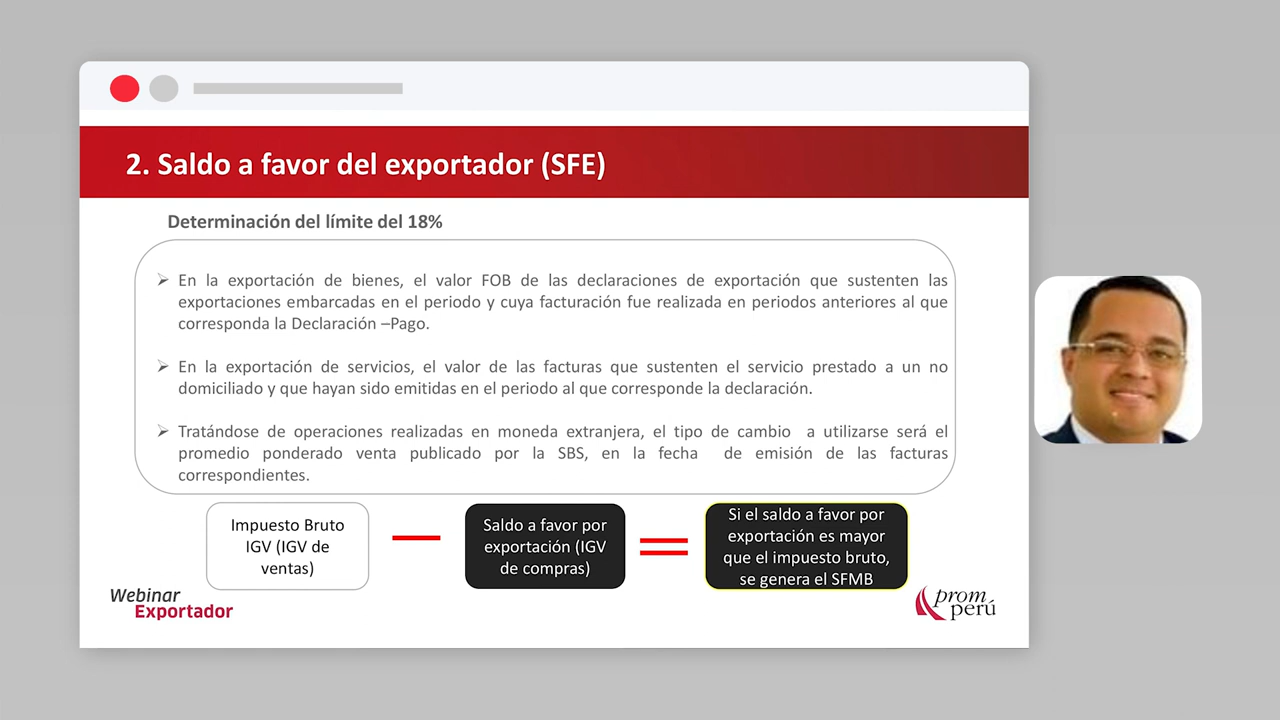 2. Saldo a favor del exportador (SFE)
Determinación del límite del 18%
➢ En la exportación de bienes, el valor FOB de las declaraciones de exportación que sustenten las
exportaciones embarcadas en el periodo y cuya facturación fue realizada en periodos anteriores al que
corresponda la Declaración –Pago.
➢ En la exportación de servicios, el valor de las facturas que sustenten el servicio prestado a un no
domiciliado y que hayan sido emitidas en el periodo al que corresponde la declaración.
➢ Tratándose de operaciones realizadas en moneda extranjera, el tipo de cambio a utilizarse será el
promedio ponderado venta publicado por la SBS, en la fecha de emisión de las facturas
correspondientes.
Impuesto Bruto
IGV (IGV de
ventas)
Saldo a favor por
exportación (IGV
de compras)
Si el saldo a favor por
exportación es mayor
que el impuesto bruto,
se genera el SFMB
Webinar
Exportador
prom
perú